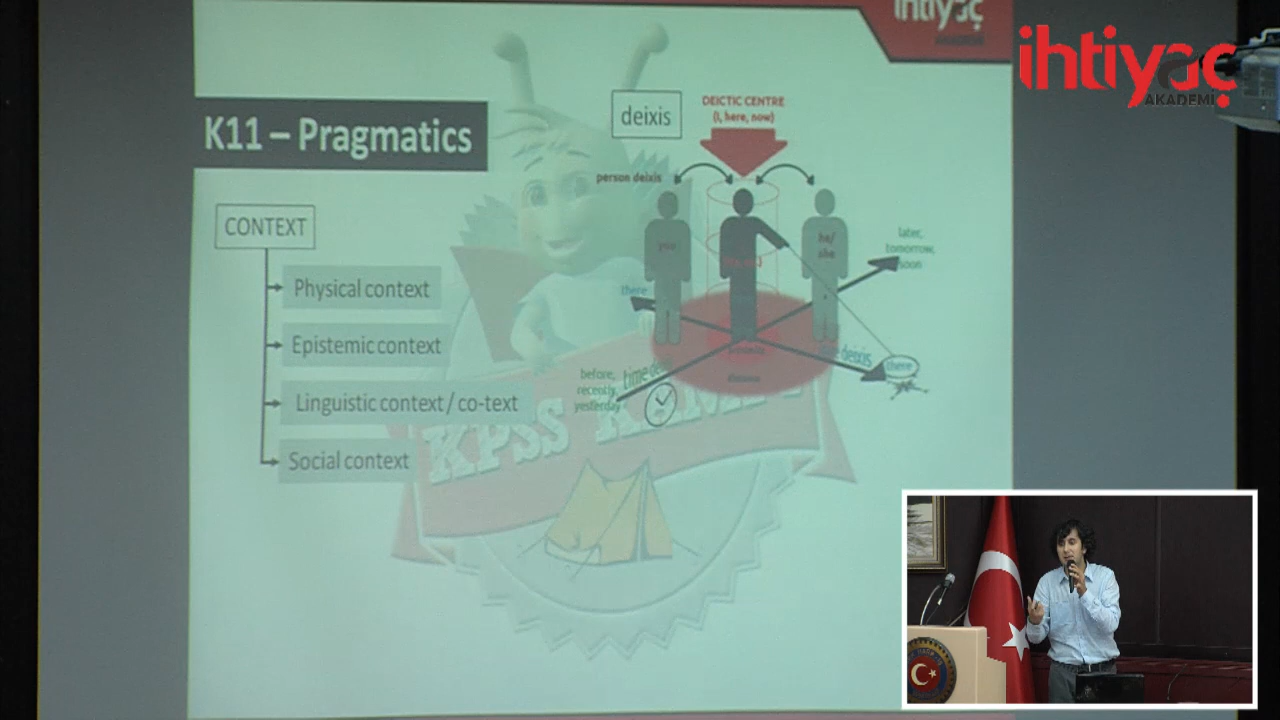 ihtiyaç
AKADEMİ
ihtiyaç
AKADEMİ
K11 – Pragmatics
deixis
DEICTIC CENTRE
(i, here, now)
person deixis
CONTEXT
Physical context
Epistemic context
Linguistic context / co-text
Social context
you
he/
she
later,
tomorrow,
soon
there
there
deixis
before,
recently,
yesterday
time
KPSS